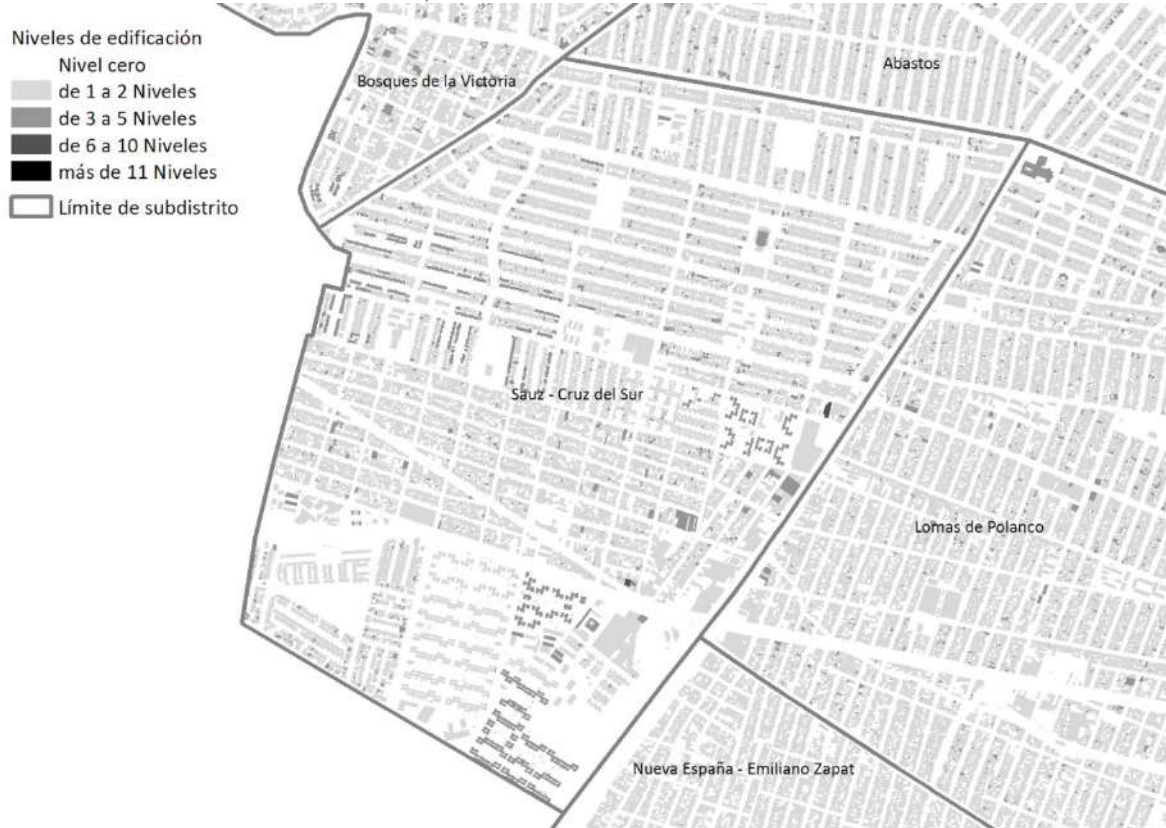 Niveles de edificación
Nivel cero
de 1 a 2 Niveles
de 3 a 5 Niveles
de 6 a 10 Niveles
más de 11 Niveles
Límite de subdistrito
Abastos
Bosques de la Victoria
Sauz - Cruz del Sur
Lomas de Polanco
Nueva España - Emiliano Zapat